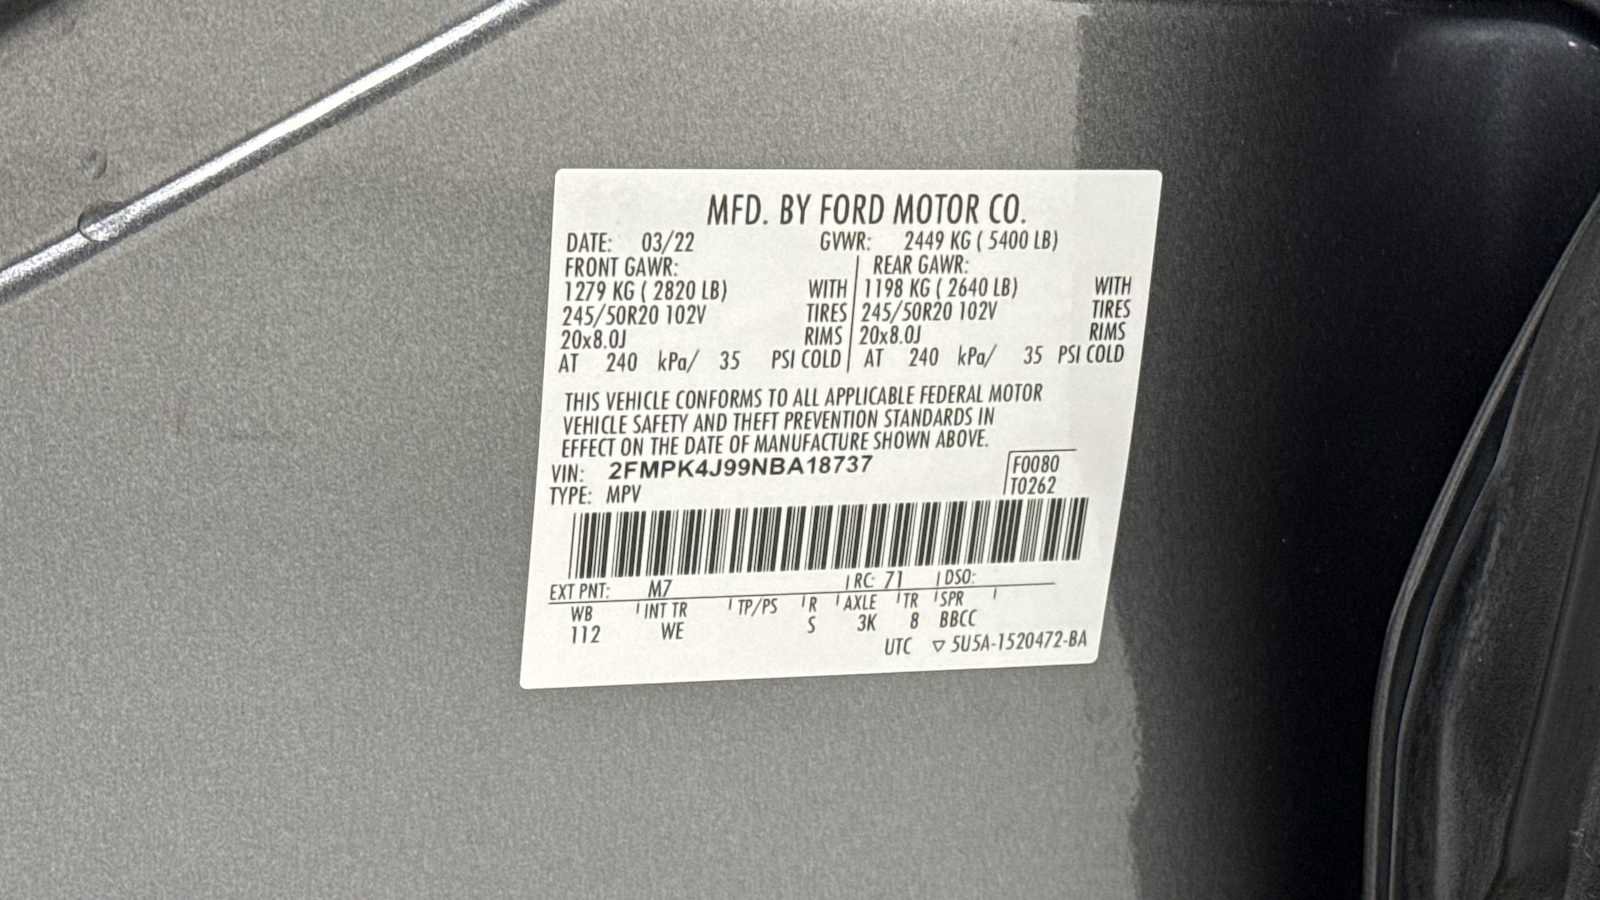 MFD. BY FORD MOTOR CO.
DATE: 03/22 GVWR: 2449 KG ( 5400 LB)
FRONT GAWR: REAR GAWR:
1279 KG ( 2820 LB) WITH 1198 KG ( 2640 LB) WITH
245/50R20 102V TIRES 245/50R20 102V TIRES
20x8.0J RIMS 20x8.0J RIMS
AT 240 kPa/ 35 PSI COLD AT 240 kPa/ 35 PSI COLD
THIS VEHICLE CONFORMS TO ALL APPLICABLE FEDERAL MOTOR
VEHICLE SAFETY AND THEFT PREVENTION STANDARDS IN
EFFECT ON THE DATE OF MANUFACTURE SHOWN ABOVE.
VIN: 2FMPK4J99NBA18737 F0080
TYPE: MPV T0262
EXT PNT: M7 RC: 71 DSO:
WB INT TR TP/PS R AXLE TR SPR
112 WE S 3K 8 BBCC
UTC ▽ 5U5A-1520472-BA